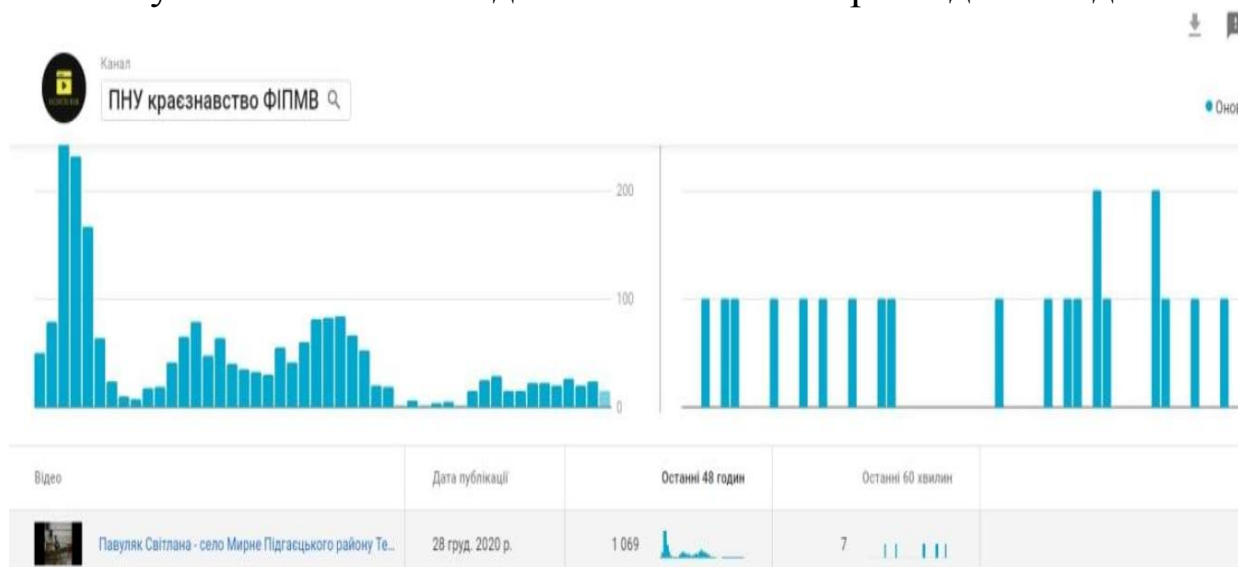 Канал
ПНУ краєзнавство ФІПМВ
200
100
0
Відео
Дата публікації
Останні 48 годин
Останні 60 хвилин
Павуляк Світлана - село Мирне Підгаєцького району Те...
28 груд. 2020 р.
1 069
7